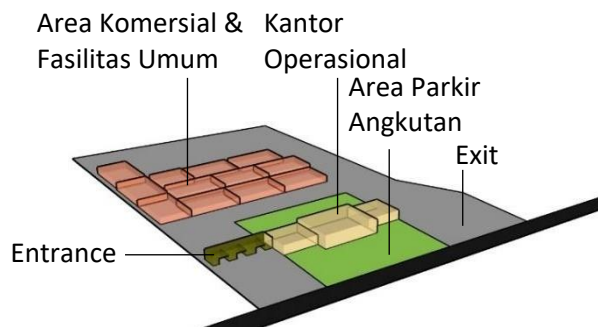 Area Komersial &
Fasilitas Umum
Kantor
Operasional
Area Parkir
Angkutan
Exit
Entrance